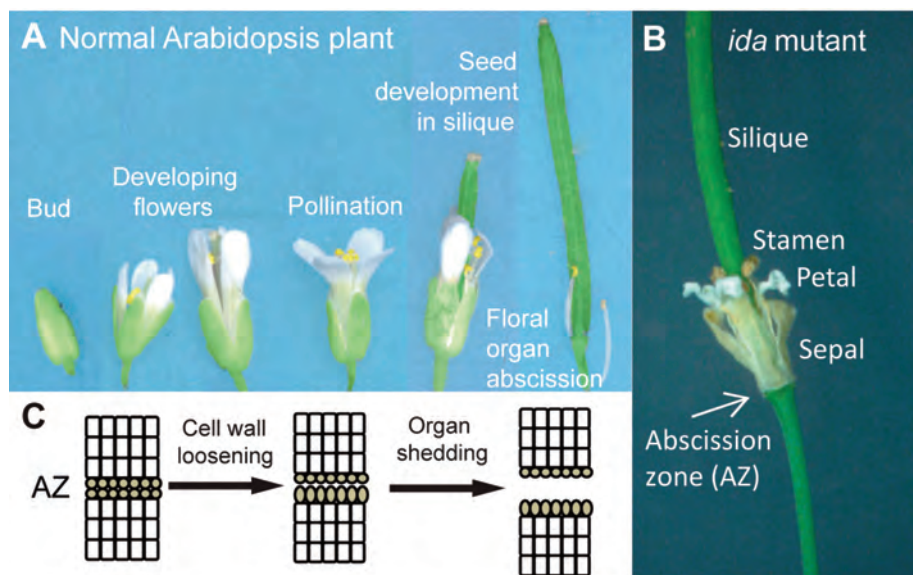 A Normal Arabidopsis plant
Bud
Developing
flowers
Pollination
Seed
development
in silique
Floral
organ
abscission
B ida mutant
Silique
Stamen
Petal
Sepal
Abscission
zone (AZ)
C
AZ
Cell wall
loosening
Organ
shedding